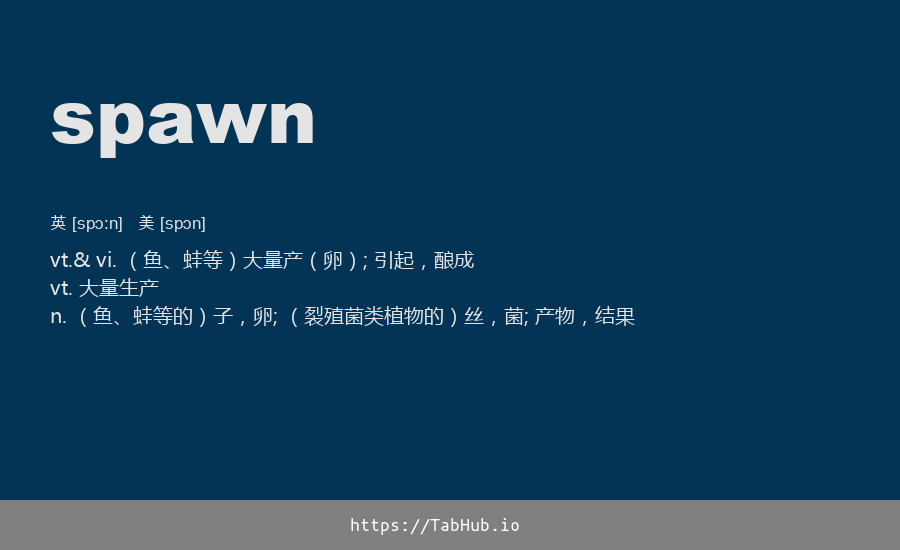 spawn
英 [spɔ:n]   美 [spɔn]
vt.& vi. （鱼、蚌等）大量产（卵）; 引起，酿成
vt. 大量生产
n. （鱼、蚌等的）子，卵; （裂殖菌类植物的）丝，菌; 产物，结果
https://TabHub.io